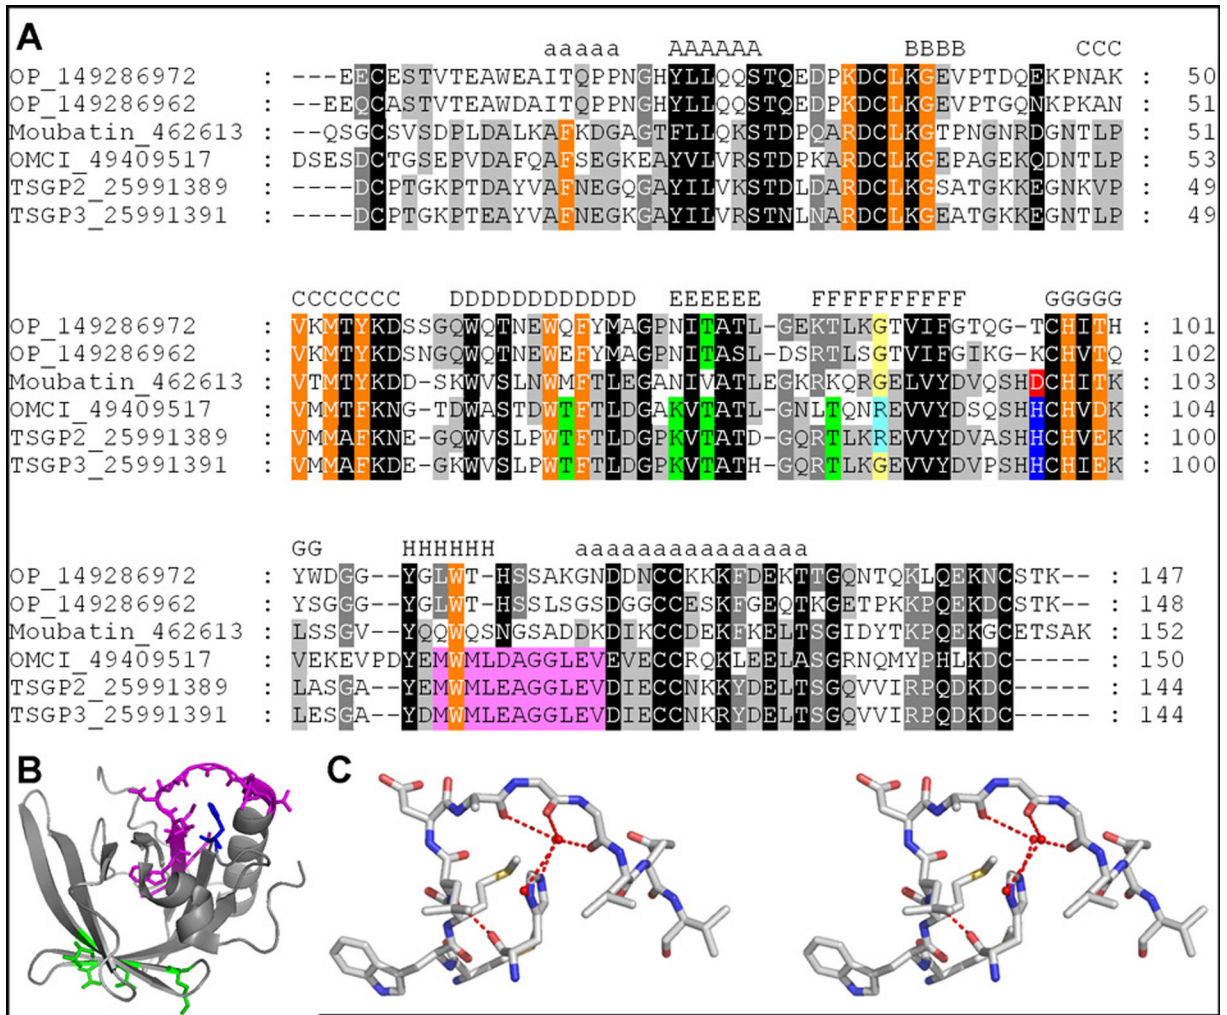 A
aaaaa AAAAAA BBBB CCC
OP_149286972 : ---EECESTVTEAWEAITQPPNGHYLLQQSTQEDPKDCLKGEVPTDQEKPNAK : 50
OP_149286962 : --EEQCASTVTEAWDAITQPPNGHYLLQQSTQEDPKDCLKGEVPTGQNKPKAN : 51
Moubatin_462613 : --QSGCSVSDPLDALKAFKDGAGTFLLQKSTDPQARDCLKGTPNGNRDGNTLP : 51
OMCI_49409517 : DSESDCTGSEPVDAFQAFSEGKEAYVLVRSTDPKARDCLKGEPAGEKQDNTLP : 53
TSGP2_25991389 : ----DCPTGKPTDAYVAFNEGQGAYILVKSTDLDARDCLKGSATGKKEGNKVP : 49
TSGP3_25991391 : ----DCPTGKPTEAYVAFNEGKGAYILVRSTNLNARDCLKGEATGKKEGNTLP : 49
CCCCCCC DDDDDDDDDDDD EEEEEE FFFFFFFFFF GGGGG
OP_149286972 : VKMTYKDSSGQWQTNEWQFYMAGPNITATL-GEKTLKGTVIFGTQG-TCHITH : 101
OP_149286962 : VKMTYKDSNGQWQTNEWEFYMAGPNITASL-DSRTLSGTVIFGIKG-KCHVTQ : 102
Moubatin_462613 : VTMTYKDD-SKWVSLNWMFTLEGANIVATLEGKRKQRGELVYDVQSHDCHITK : 103
OMCI_49409517 : VMMTFKNG-TDWASTDWTFTLDGAKVTATL-GNLTQNREVVYDSQSHHCHVDK : 104
TSGP2_25991389 : VMMAFKNE-GQWVSLPWTFTLDGPKVTATD-GQRTLKREVVYDVASHHCHVEK : 100
TSGP3_25991391 : VMMAFKDE-GKWVSLPWTFTLDGPKVTATH-GQRTLKGEVVYDVPSHHCHIEK : 100
GG HHHHHH aaaaaaaaaaaaaaa
OP_149286972 : YWDGG--YGLWT-HSSAKGNDDNCCKKKFDEKTTGQNTQKLQEKNCSTK-- : 147
OP_149286962 : YSGGG--YGLWT-HSSLSGSDGGCCESKFGEQTKGETPKKPQEKDCSTK-- : 148
Moubatin_462613 : LSSGV--YQQWQSNGSADDKDIKCCDEKFKELTSGIDYTKPQEKGCETSAK : 152
OMCI_49409517 : VEKEVPDYEMWMLDAGGLEVEVECCRQKLEELASGRNQMYPHLKDC----- : 150
TSGP2_25991389 : LASGA--YEMWMLEAGGLEVDIECCNKKYDELTSGQVVIRPQDKDC----- : 144
TSGP3_25991391 : LESGA--YDMWMLEAGGLEVDIECCNKRYDELTSGQVVIRPQDKDC----- : 144
B C